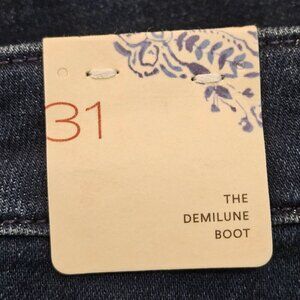 31
THE
DEMILUNE
BOOT